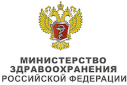 МИНИСТЕРСТВО
ЗДРАВООХРАНЕНИЯ
РОССИЙСКОЙ ФЕДЕРАЦИИ